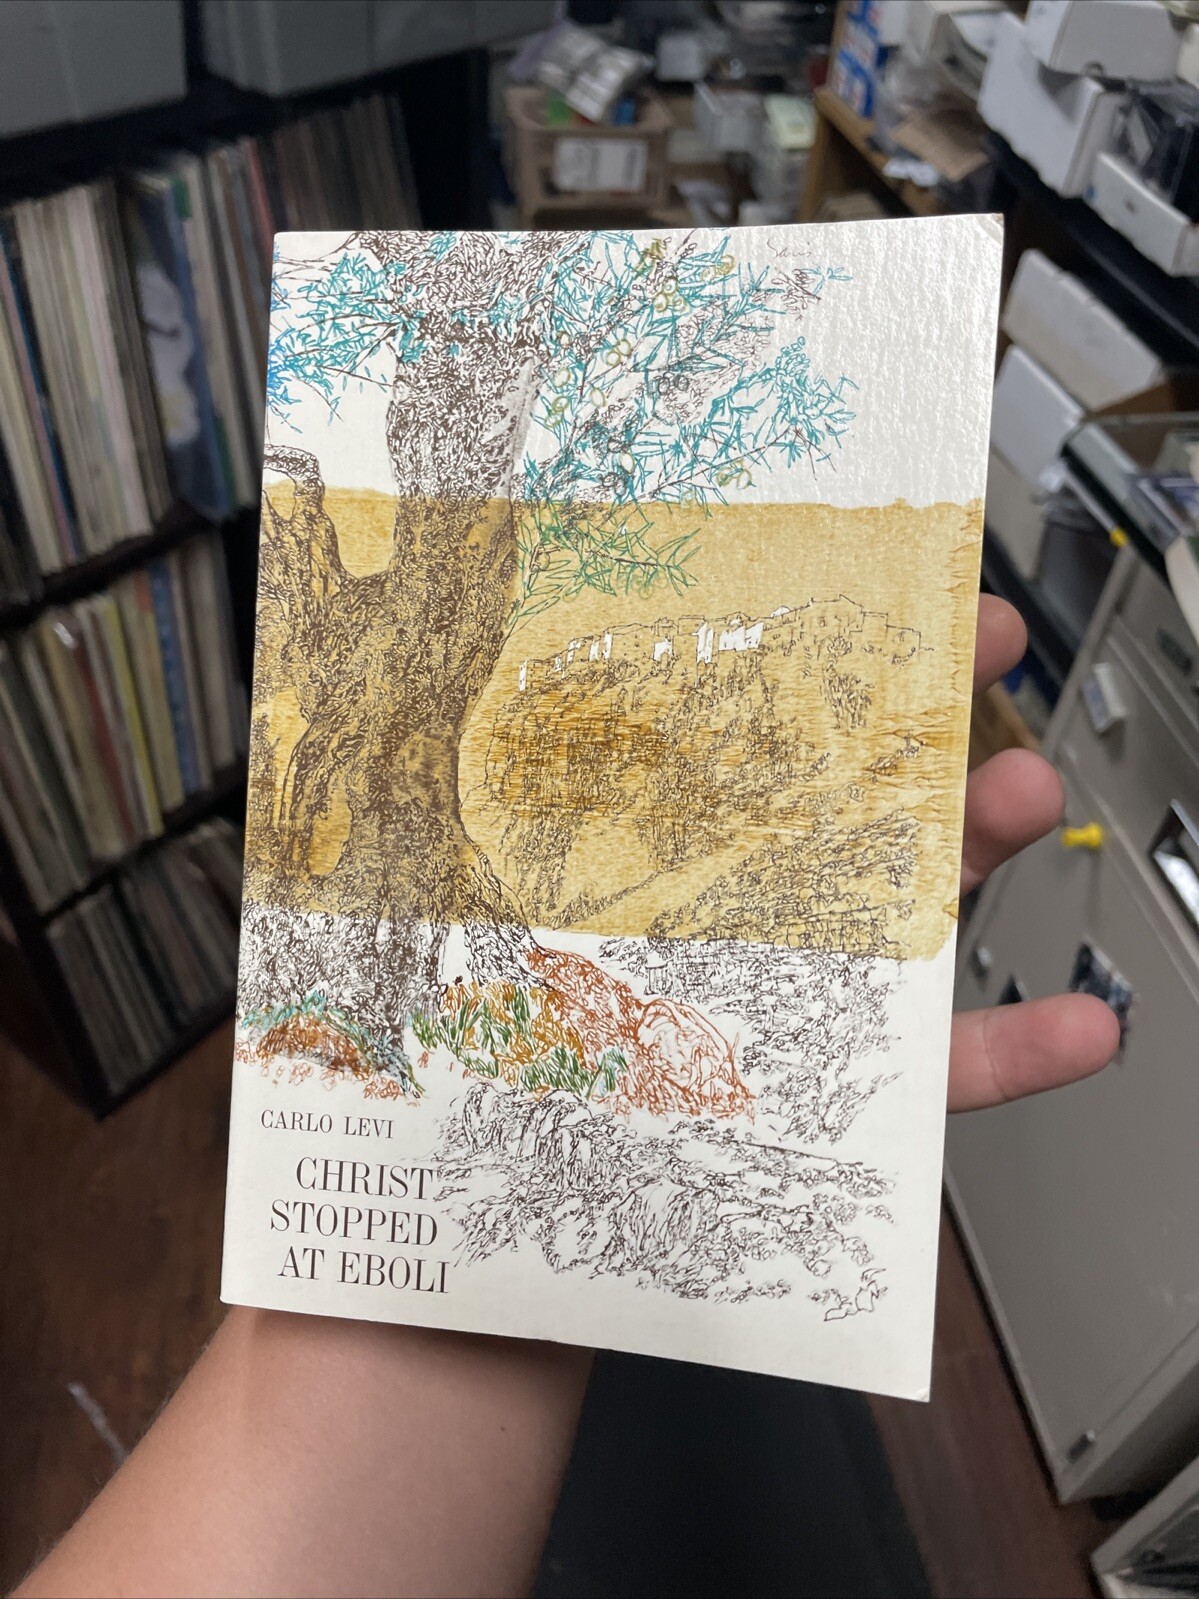 CARLO LEVI
CHRIST
STOPPED
AT EBOLI